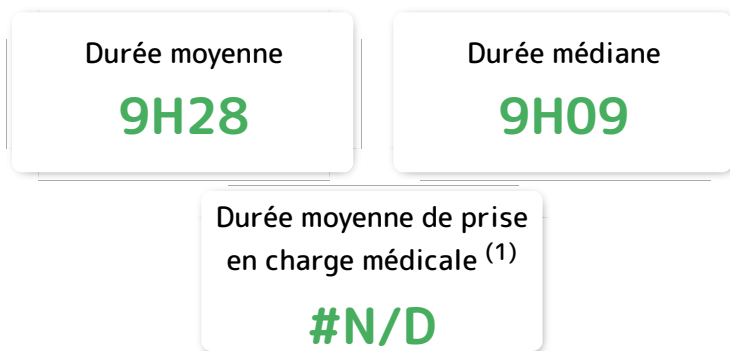 Durée moyenne
9H28
Durée médiane
9H09
Durée moyenne de prise
en charge médicale (1)
#N/D